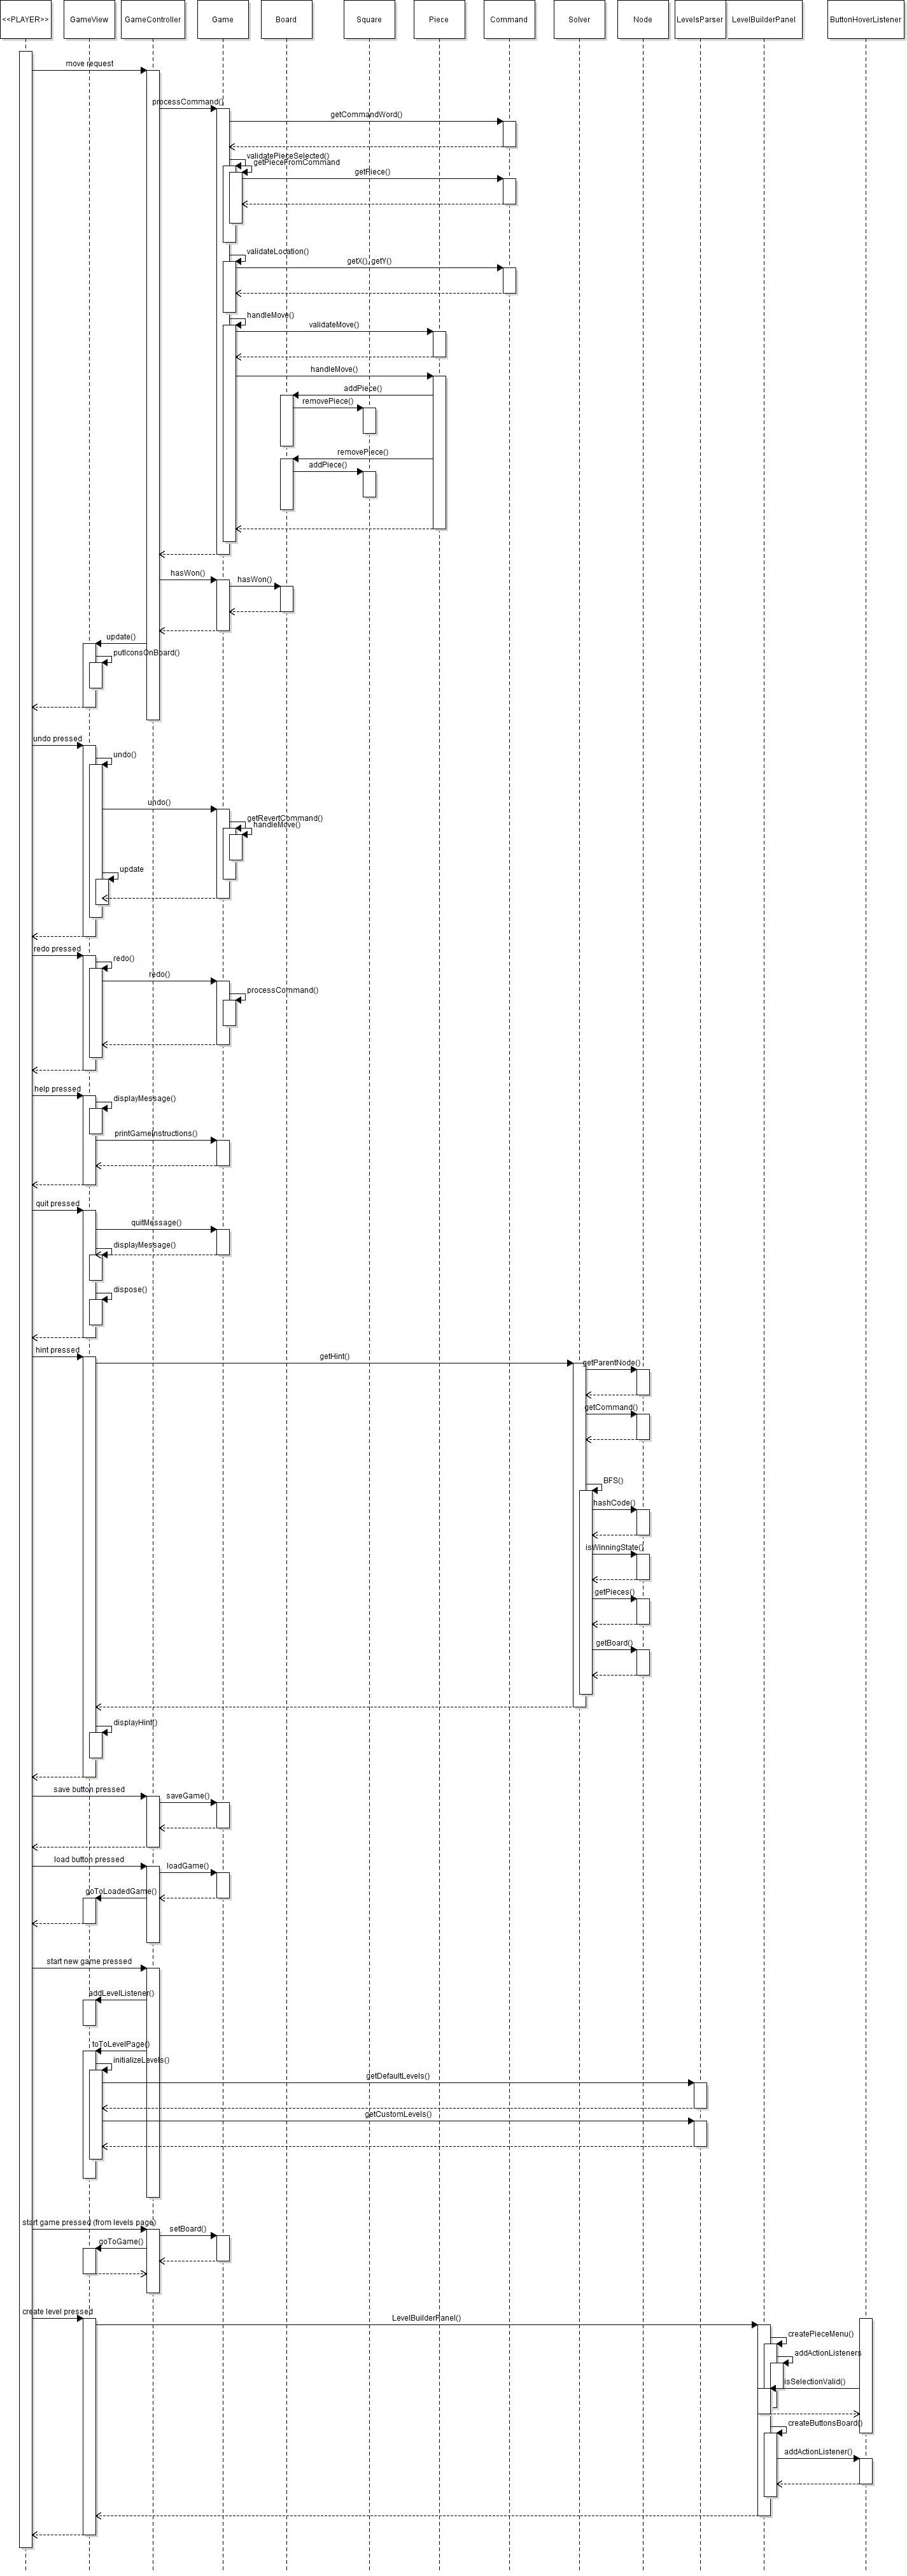 <<PLAYER>>
GameView
GameController
Game
Board
Square
Piece
Command
Solver
Node
LevelsParser
LevelBuilderPanel
ButtonHoverListener
move request
processCommand()
getCommandWord()
validatePieceSelected()
getPieceFromCommand
getPiece()
validateLocation()
getX(), getY()
handleMove()
validateMove()
handleMove()
addPiece()
removePiece()
removePiece()
addPiece()
hasWon()
hasWon()
update()
putIconsOnBoard()
undo pressed
undo()
undo()
getRevertCommand()
handleMove()
update
redo pressed
redo()
redo()
processCommand()
help pressed
displayMessage()
printGameInstructions()
quit pressed
quitMessage()
displayMessage()
dispose()
hint pressed
getHint()
getParentNode()
getCommand()
BFS()
hashCode()
isWinningState()
getPieces()
getBoard()
displayHint()
save button pressed
saveGame()
load button pressed
loadGame()
goToLoadedGame()
start new game pressed
addLevelListener()
toToLevelPage()
initializeLevels()
getDefaultLevels()
getCustomLevels()
start game pressed (from levels page)
setBoard()
goToGame()
create level pressed
LevelBuilderPanel()
createPieceMenu()
addActionListeners
isSelectionValid()
createButtonsBoard()
addActionListener()